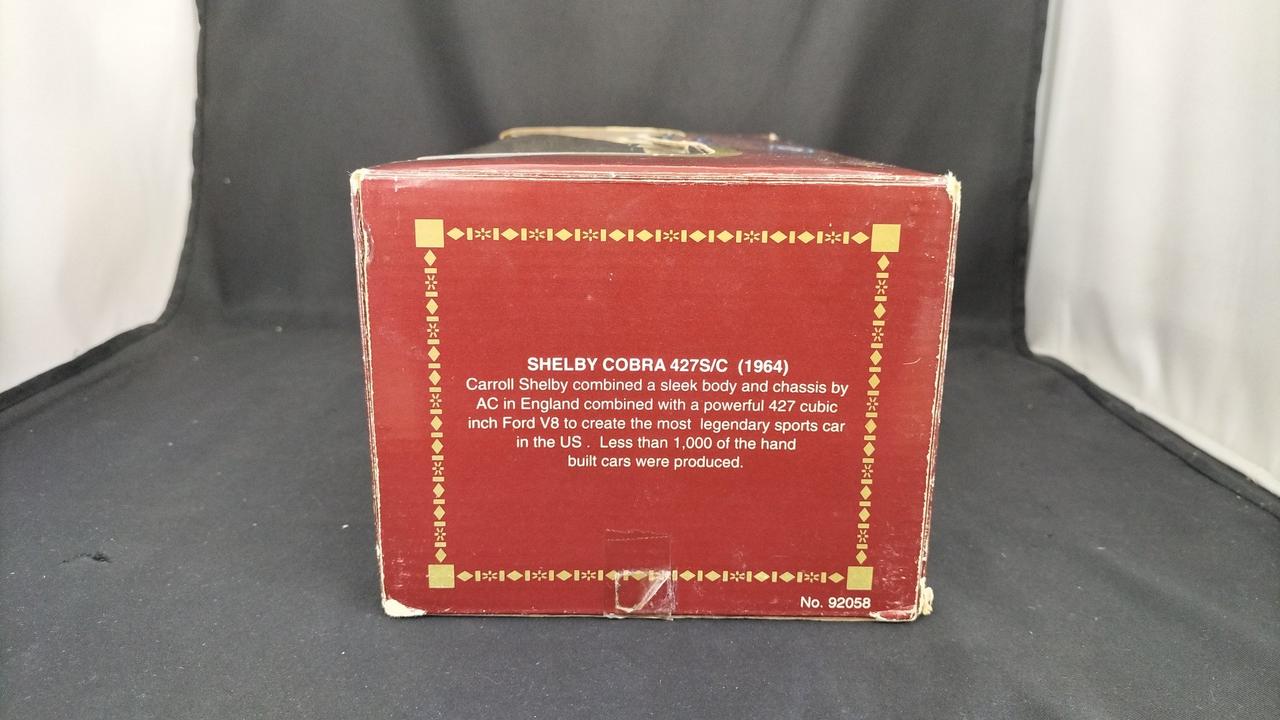 SHELBY COBRA 427S/C (1964)
Carroll Shelby combined a sleek body and chassis by
AC in England combined with a powerful 427 cubic
inch Ford V8 to create the most legendary sports car
in the US . Less than 1,000 of the hand
built cars were produced.
No. 92058